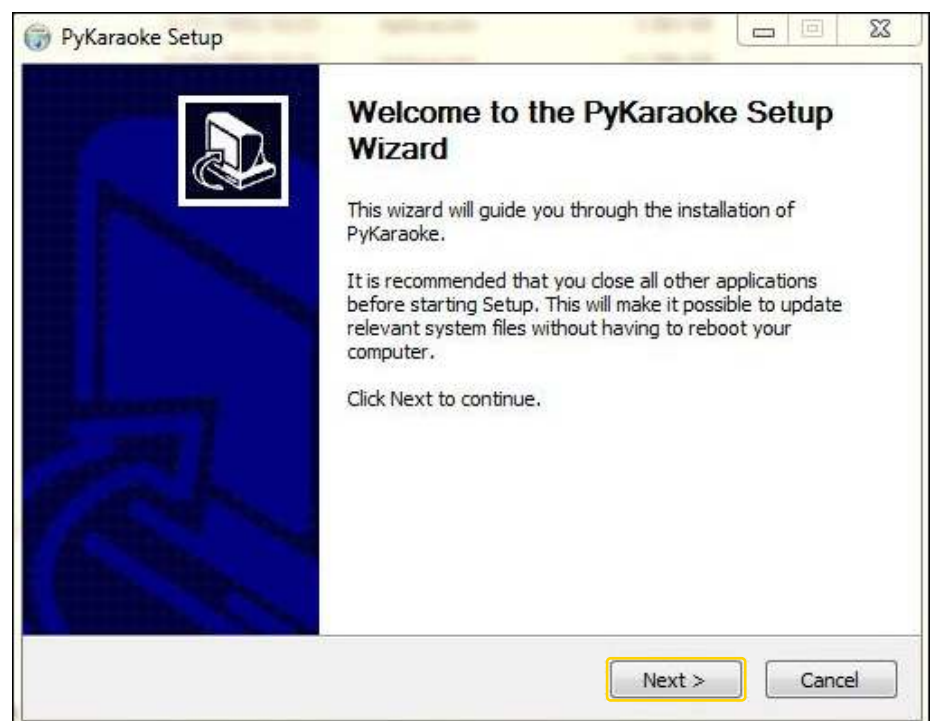 PyKaraoke Setup
Welcome to the PyKaraoke Setup
Wizard
This wizard will guide you through the installation of
PyKaraoke.
It is recommended that you close all other applications
before starting Setup. This will make it possible to update
relevant system files without having to reboot your
computer.
Click Next to continue.
Next >
Cancel